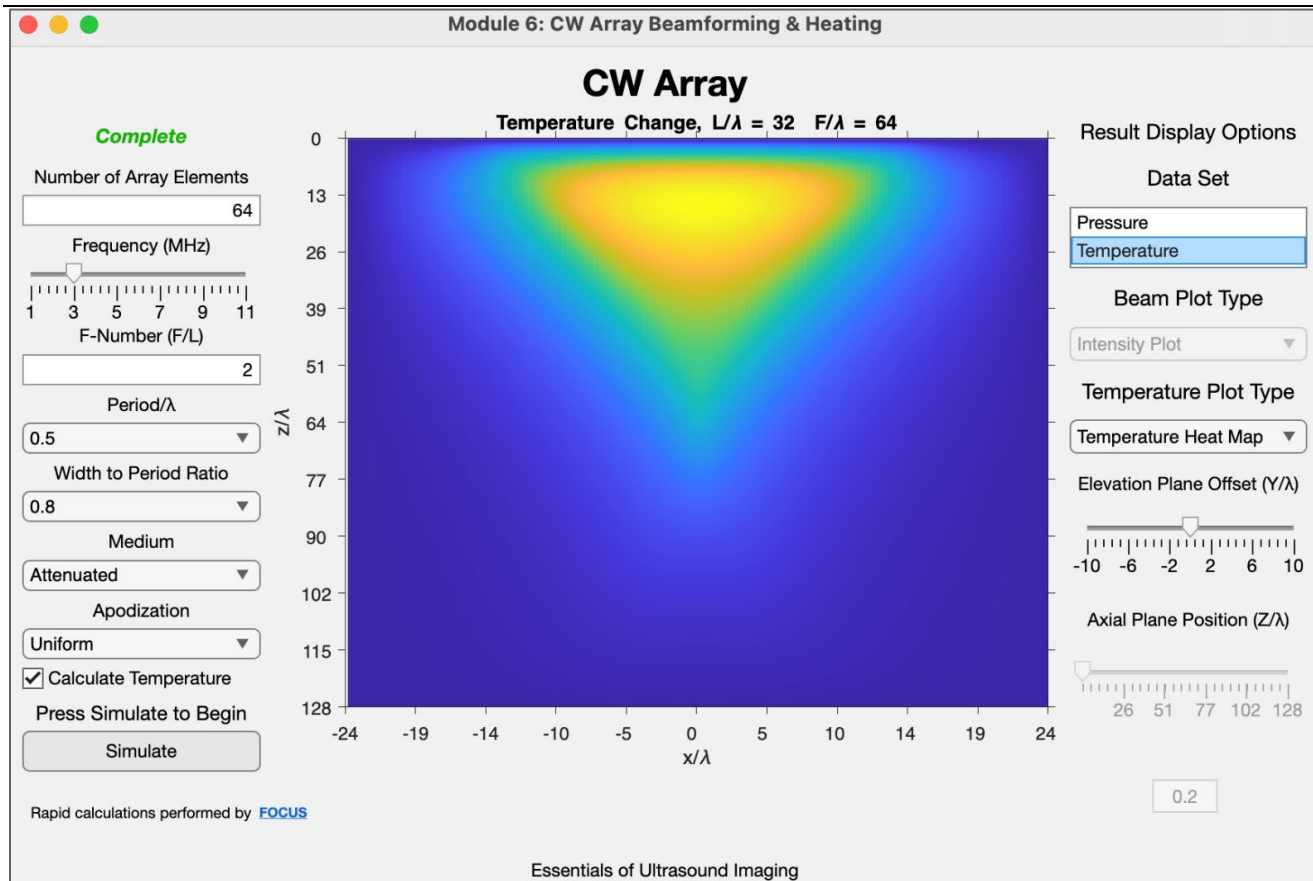 Module 6: CW Array Beamforming & Heating
CW Array
Complete
Number of Array Elements
64
Frequency (MHz)
1 3 5 7 9 11
F-Number (F/L)
2
Period/λ
0.5
Width to Period Ratio
0.8
Medium
Attenuated
Apodization
Uniform
Calculate Temperature
Press Simulate to Begin
Simulate
Rapid calculations performed by FOCUS
Temperature Change, L/λ = 32 F/λ = 64
0
13
26
39
51
64
77
90
102
115
128
z/λ
-24 -19 -14 -10 -5 0 5 10 14 19 24
x/λ
Result Display Options
Data Set
Pressure
Temperature
Beam Plot Type
Intensity Plot
Temperature Plot Type
Temperature Heat Map
Elevation Plane Offset (Y/λ)
-10 -6 -2 2 6 10
Axial Plane Position (Z/λ)
26 51 77 102 128
0.2
Essentials of Ultrasound Imaging